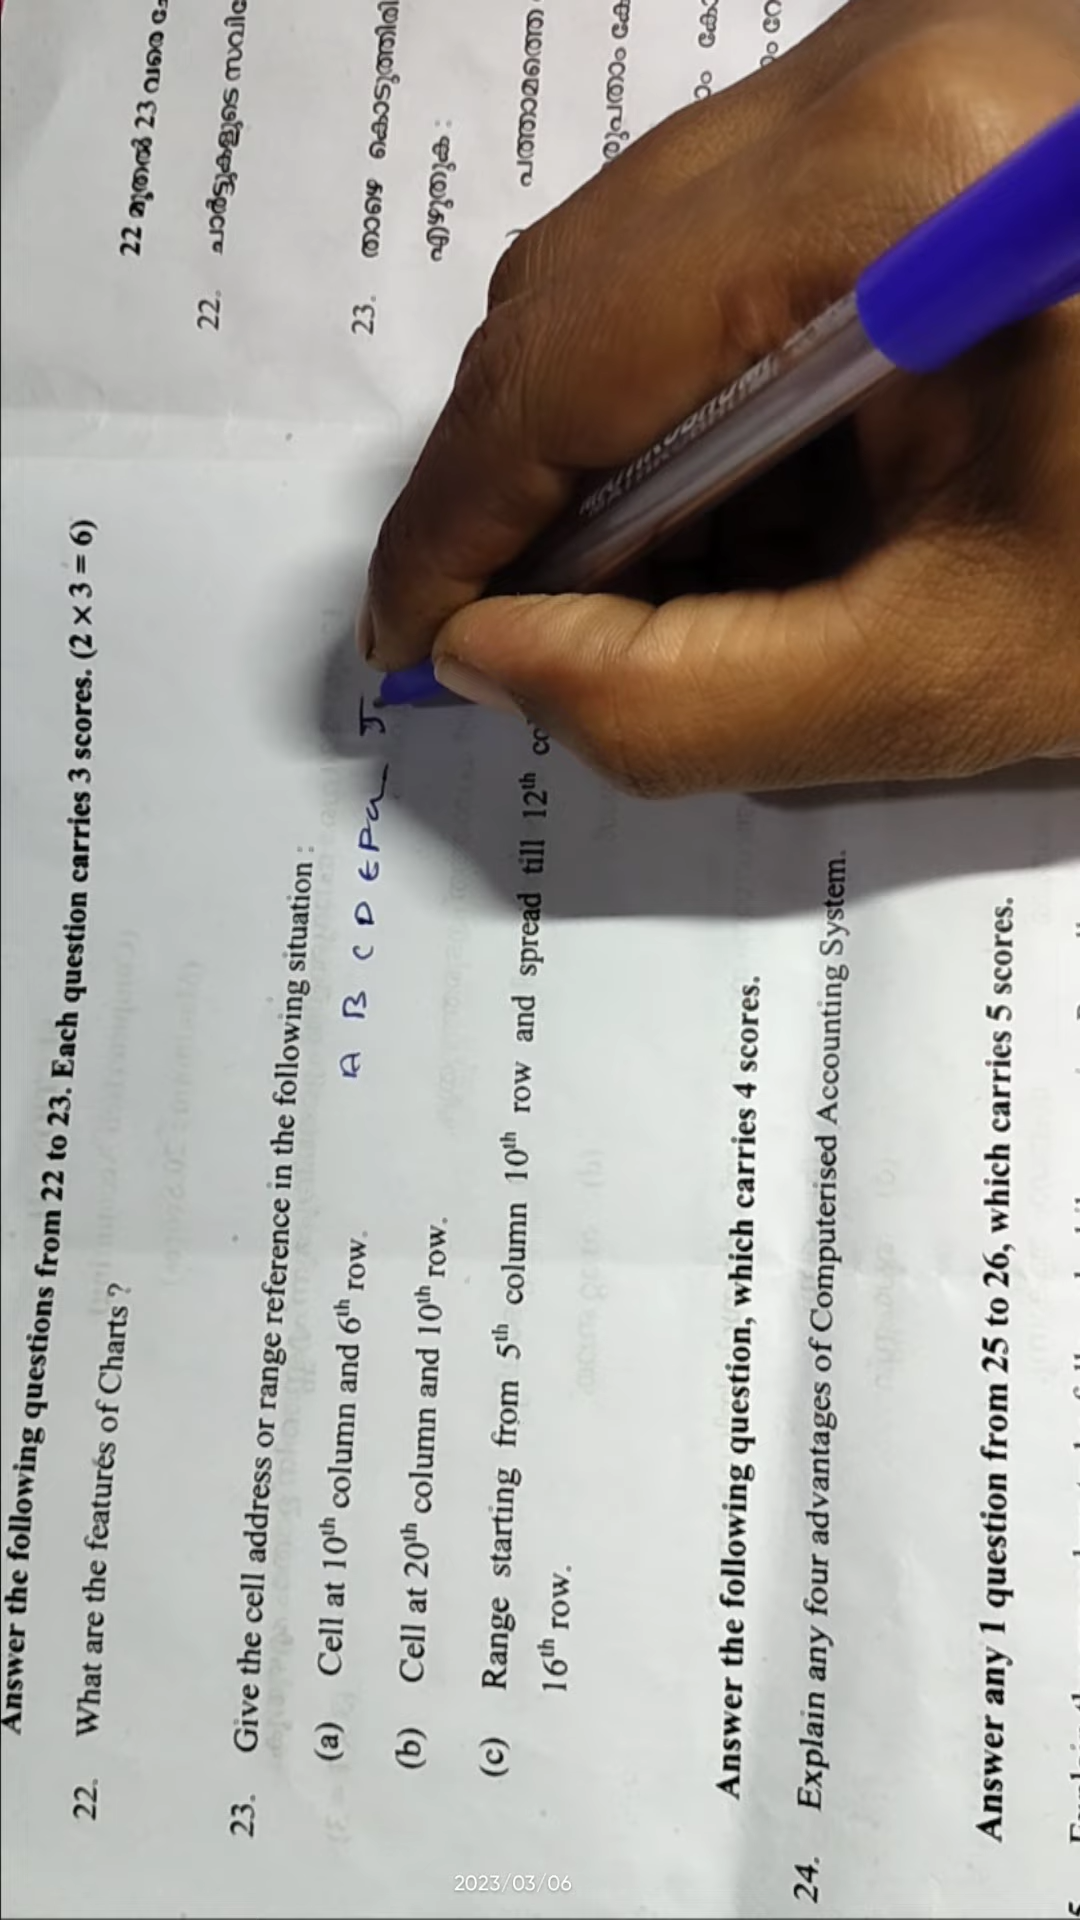 Answer the following questions from 22 to 23. Each question carries 3 scores. (2 × 3 = 6)
22. What are the features of Charts ?
23. Give the cell address or range reference in the following situation :
(a) Cell at 10th column and 6th row.
A B C D E F G J
(b) Cell at 20th column and 10th row.
(c) Range starting from 5th column 10th row and spread till 12th
16th row.
Answer the following question, which carries 4 scores.
24. Explain any four advantages of Computerised Accounting System.
Answer any 1 question from 25 to 26, which carries 5 scores.
22 മുതൽ 23 വരെ
22. ചാർട്ടുകളുടെ
23. താഴെ
എഴുതുക :
പത്താമത്തെ
2023/03/06